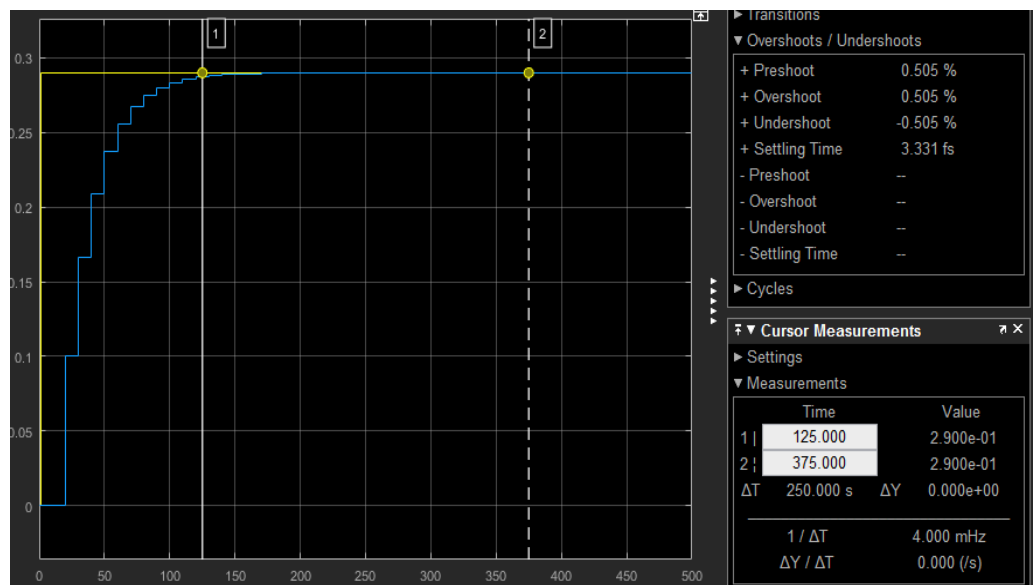 1
2
0.3
0.25
0.2
0.15
0.1
0.05
0
0 50 100 150 200 250 300 350 400 450 500
Transitions
Overshoots / Undershoots
+ Preshoot 0.505 %
+ Overshoot 0.505 %
+ Undershoot -0.505 %
+ Settling Time 3.331 fs
- Preshoot --
- Overshoot --
- Undershoot --
- Settling Time --
Cycles
Cursor Measurements
Settings
Measurements
Time Value
1 | 125.000 2.900e-01
2 ¦ 375.000 2.900e-01
ΔT 250.000 s ΔY 0.000e+00
1 / ΔT 4.000 mHz
ΔY / ΔT 0.000 (/s)